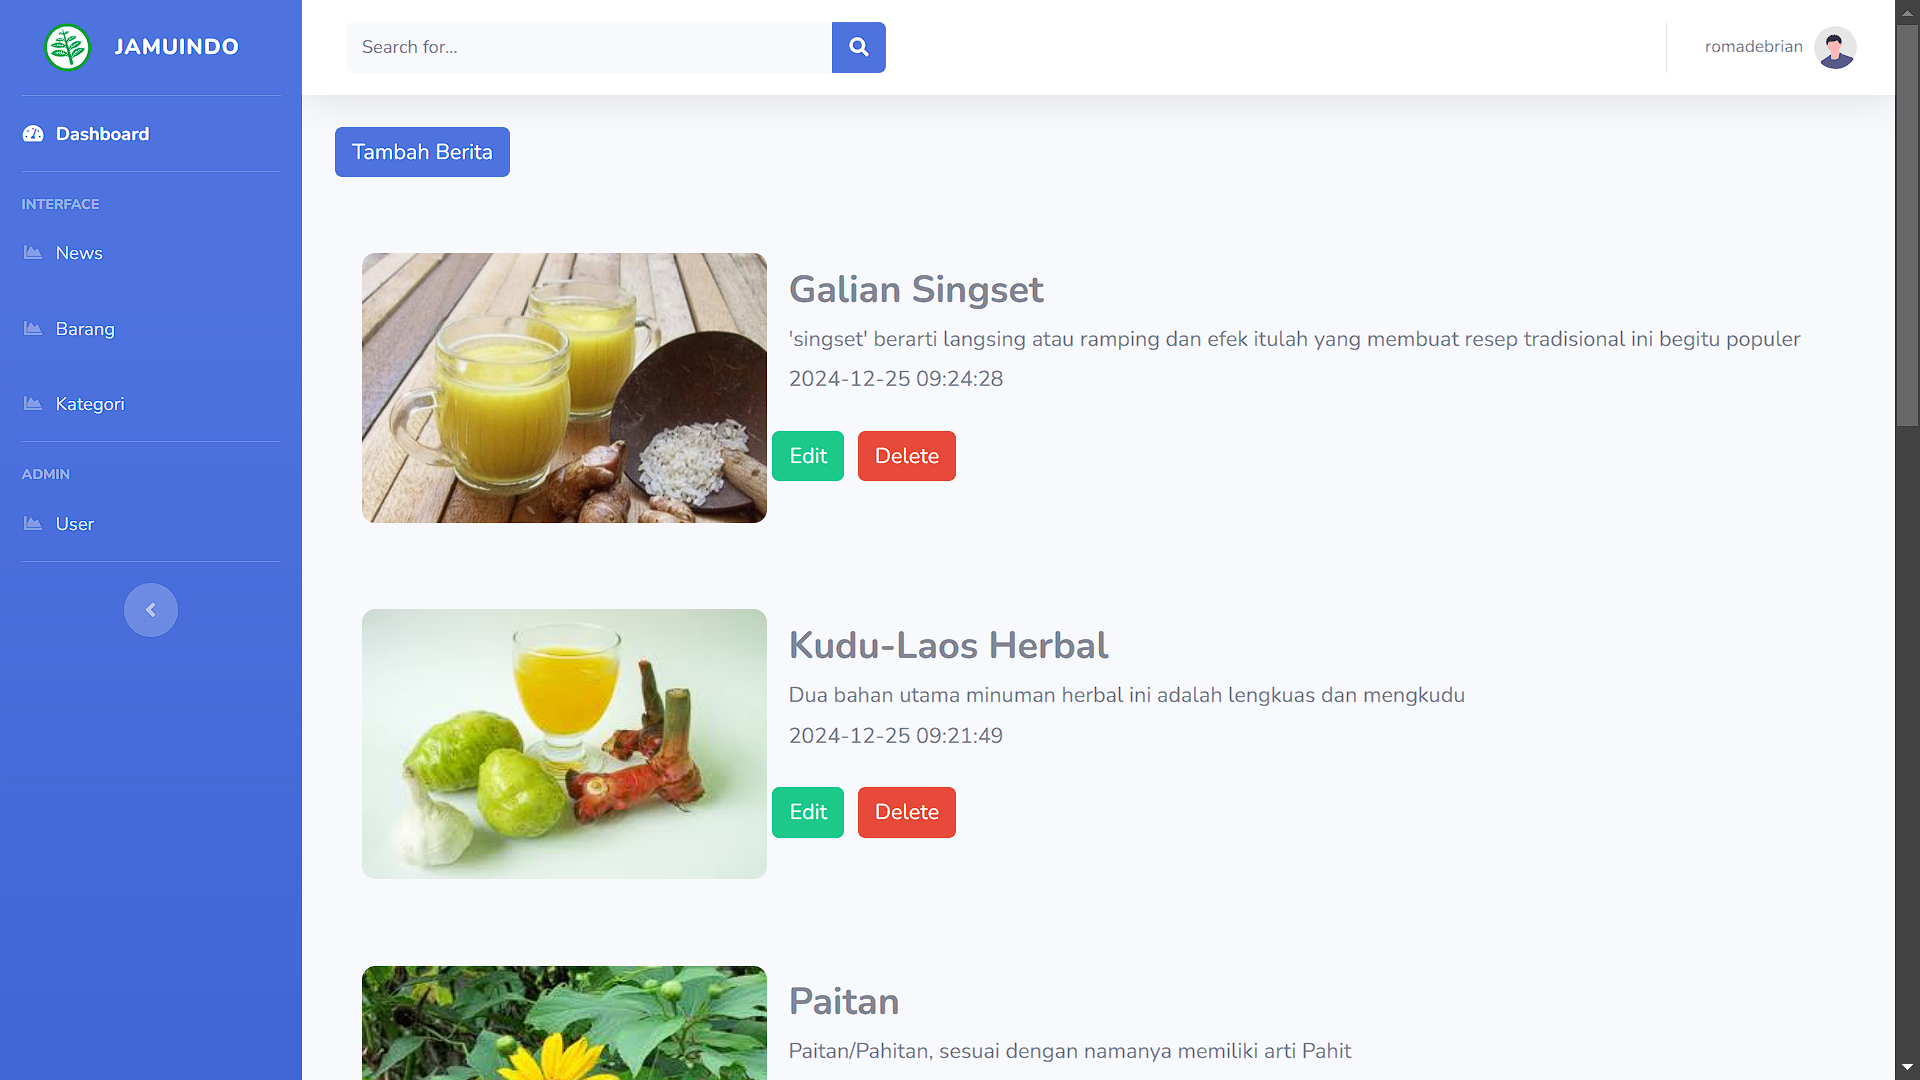 JAMUINDO
Search for...
romadebrian
Dashboard
Tambah Berita
INTERFACE
News
Barang
Kategori
ADMIN
User
Galian Singset
'singset' berarti langsing atau ramping dan efek itulah yang membuat resep tradisional ini begitu populer
2024-12-25 09:24:28
Edit Delete
Kudu-Laos Herbal
Dua bahan utama minuman herbal ini adalah lengkuas dan mengkudu
2024-12-25 09:21:49
Edit Delete
Paitan
Paitan/Pahitan, sesuai dengan namanya memiliki arti Pahit